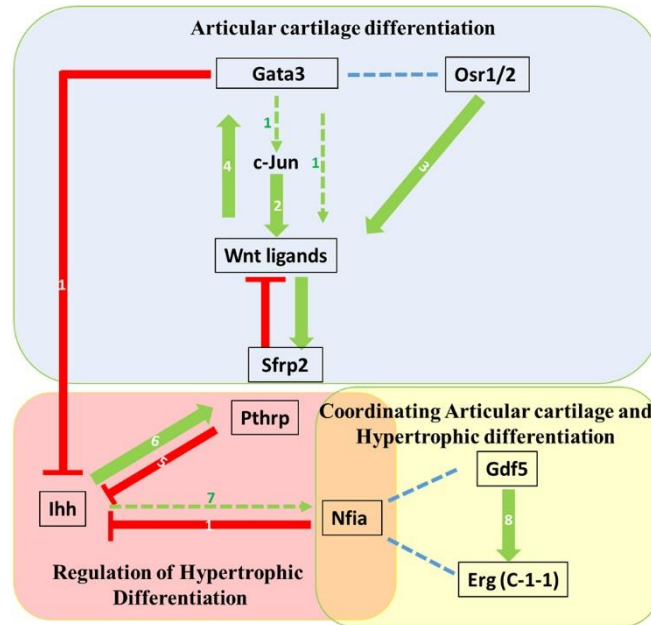 Articular cartilage differentiation
Gata3
Osr1/2
1
c-Jun
1
4
2
3
Wnt ligands
1
Sfrp2
Pthrp
6
5
Ihh
7
1
Nfia
Regulation of Hypertrophic
Differentiation
Coordinating Articular cartilage and
Hypertrophic differentiation
Gdf5
8
Erg (C-1-1)